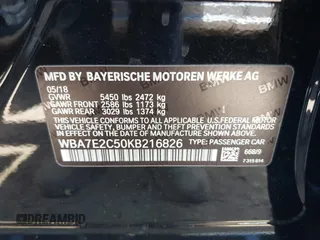 MFD BY BAYERISCHE MOTOREN WERKE AG
05/18
GVWR 5450 lbs 2472 kg
GAWR FRONT 2586 lbs 1173 kg
GAWR REAR 3029 lbs 1374 kg
THIS VEHICLE CONFORMS TO ALL APPLICABLE
U.S. FEDERAL MOTOR VEHICLE SAFETY,
BUMPER AND THEFT PREVENTION STANDARDS
IN EFFECT ON THE DATE OF MANUFACTURE
SHOWN ABOVE.
WBA7E2C50KB216826 TYPE: PASSENGER CAR
BMW
DREAMBID